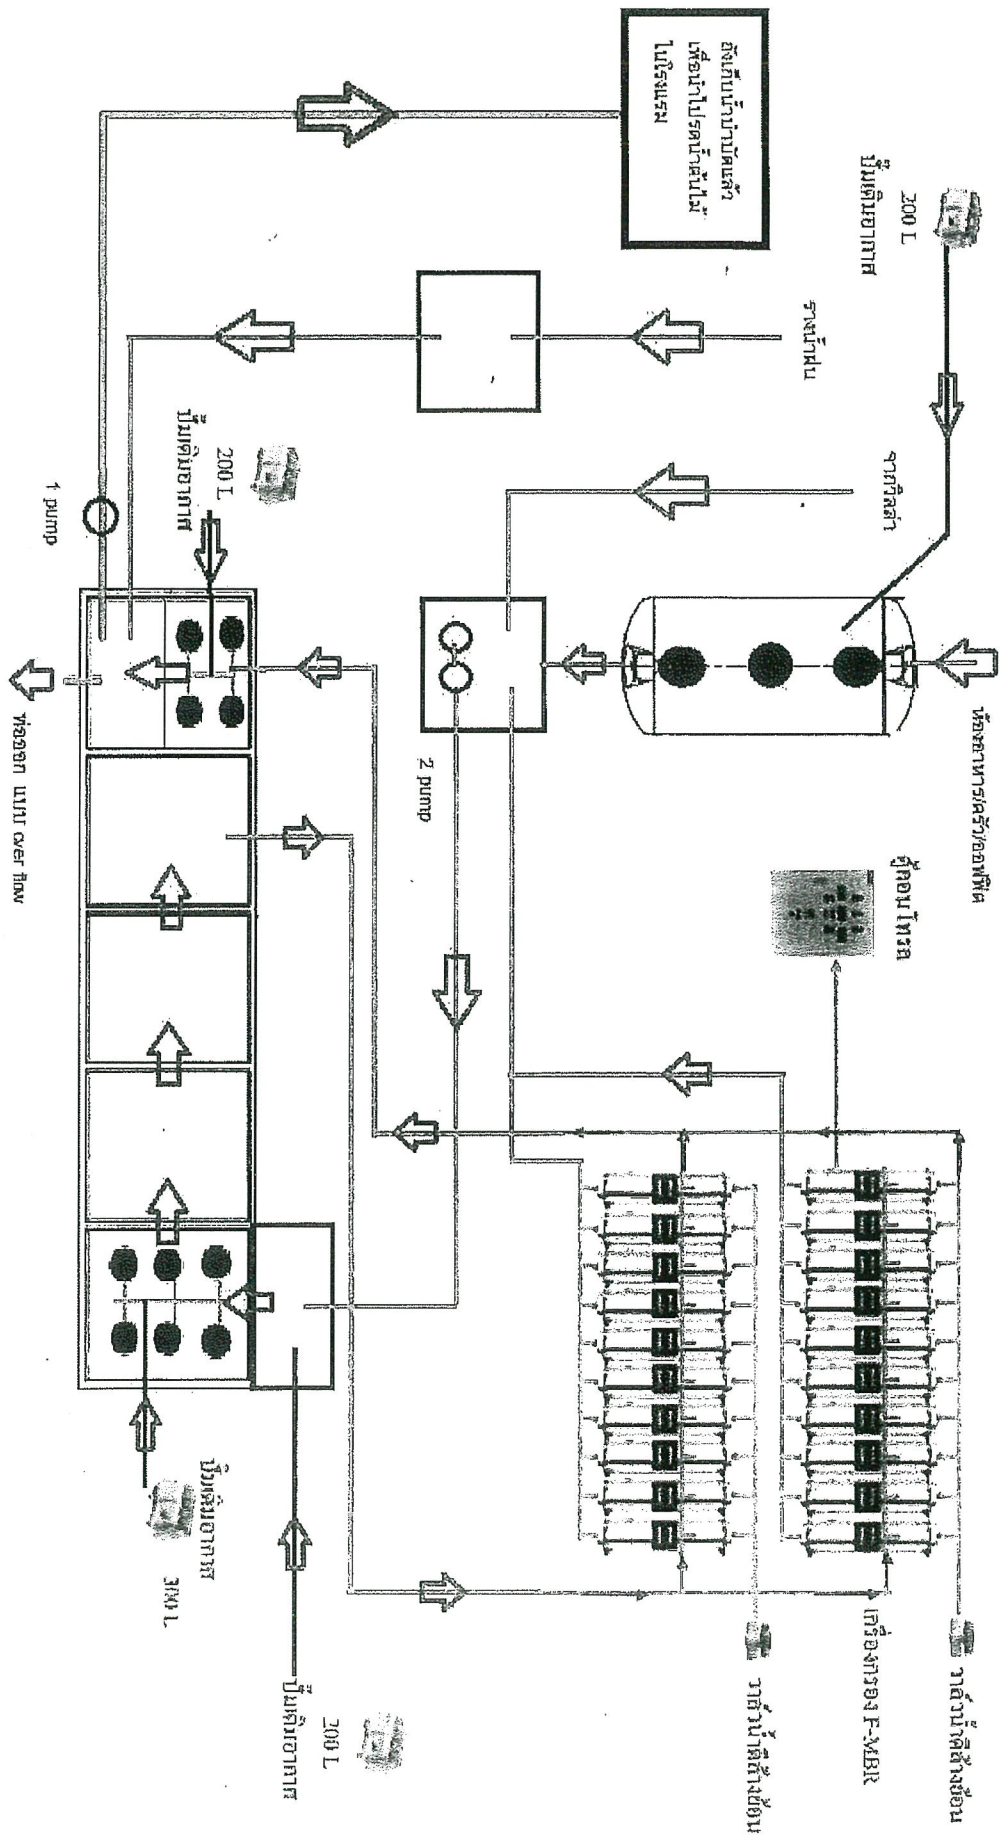 ถังเก็บน้ำบำบัดแล้ว
เพื่อนำไปรดน้ำต้นไม้
ในโรงแรม
200 L
ปั๊มเติมอากาศ
รางน้ำฝน
จากวิลล่า
ห้องอาหาร/ครัว/ออฟฟิต
ปั๊มเติมอากาศ
200 L
1 pump
2 pump
ท่อออก แบบ over flow
ตู้คอนโทรล
ปั๊มเติมอากาศ
300 L
ปั๊มเติมอากาศ
200 L
วาล์วน้ำดีล้างย้อน
เครื่องกรอง F-MBR
วาล์วน้ำดีล้างย้อน